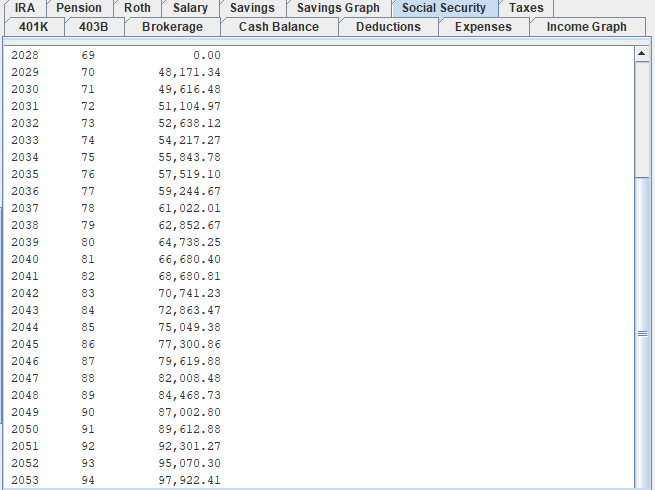 IRA Pension Roth Salary Savings Savings Graph Social Security Taxes
401K 403B Brokerage Cash Balance Deductions Expenses Income Graph
2028 69 0.00
2029 70 48,171.34
2030 71 49,616.48
2031 72 51,104.97
2032 73 52,638.12
2033 74 54,217.27
2034 75 55,843.78
2035 76 57,519.10
2036 77 59,244.67
2037 78 61,022.01
2038 79 62,852.67
2039 80 64,738.25
2040 81 66,680.40
2041 82 68,680.81
2042 83 70,741.23
2043 84 72,863.47
2044 85 75,049.38
2045 86 77,300.86
2046 87 79,619.88
2047 88 82,008.48
2048 89 84,468.73
2049 90 87,002.80
2050 91 89,612.88
2051 92 92,301.27
2052 93 95,070.30
2053 94 97,922.41